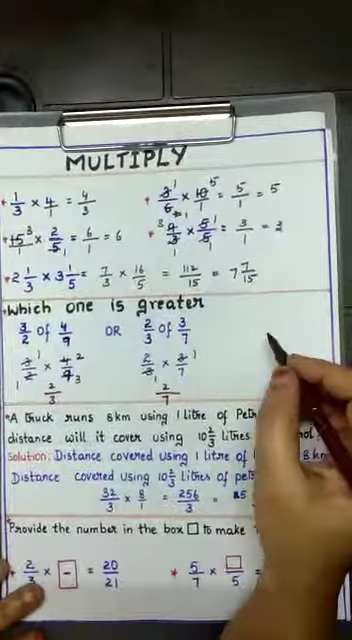 MULTIPLY
* 1/3 × 4/1 = 4/3
* 3/6 × 10/1 = 5/1 = 5
* 15 × 2/5 = 6/1 = 6
* 9/3 × 5/5 = 3/1 = 3
* 2 1/3 × 3 1/5 = 7/3 × 16/5 = 112/15 = 7 7/15
Which one is greater
3/2 of 4/9 OR 2/3 of 3/7
3/2 × 4/9 2/3 × 3/7
2/3 2/7
*A truck runs 8km using 1 litre of
distance will it cover using 10 2/3 litres
Solution: Distance covered using 1 litre of 8 km
Distance covered using 10 2/3 litres of
32/3 × 8/1 = 256/3 =
*Provide the number in the box □ to make
* 2/3 × □ = 20/21
* 5/7 × □/5 =